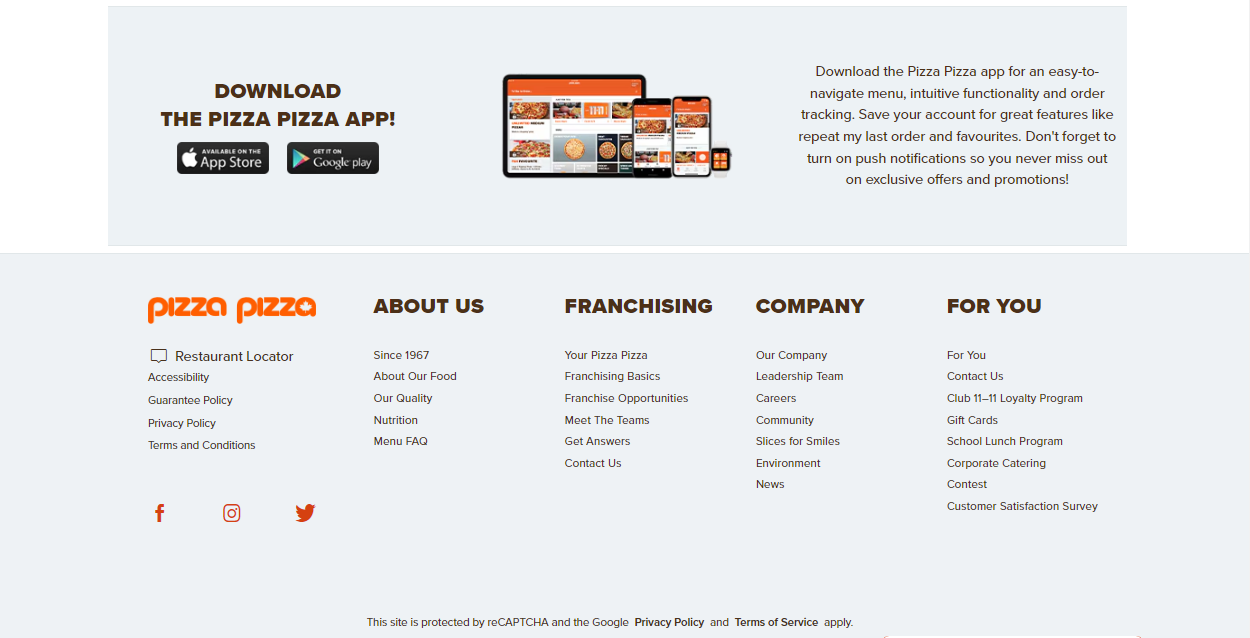 DOWNLOAD
THE PIZZA PIZZA APP!
AVAILABLE ON THE
App Store
GET IT ON
Google play
Download the Pizza Pizza app for an easy-to-
navigate menu, intuitive functionality and order
tracking. Save your account for great features like
repeat my last order and favourites. Don't forget to
turn on push notifications so you never miss out
on exclusive offers and promotions!
pizza pizza
Restaurant Locator
Accessibility
Guarantee Policy
Privacy Policy
Terms and Conditions
ABOUT US
Since 1967
About Our Food
Our Quality
Nutrition
Menu FAQ
FRANCHISING
Your Pizza Pizza
Franchising Basics
Franchise Opportunities
Meet The Teams
Get Answers
Contact Us
COMPANY
Our Company
Leadership Team
Careers
Community
Slices for Smiles
Environment
News
FOR YOU
For You
Contact Us
Club 11–11 Loyalty Program
Gift Cards
School Lunch Program
Corporate Catering
Contest
Customer Satisfaction Survey
This site is protected by reCAPTCHA and the Google Privacy Policy and Terms of Service apply.